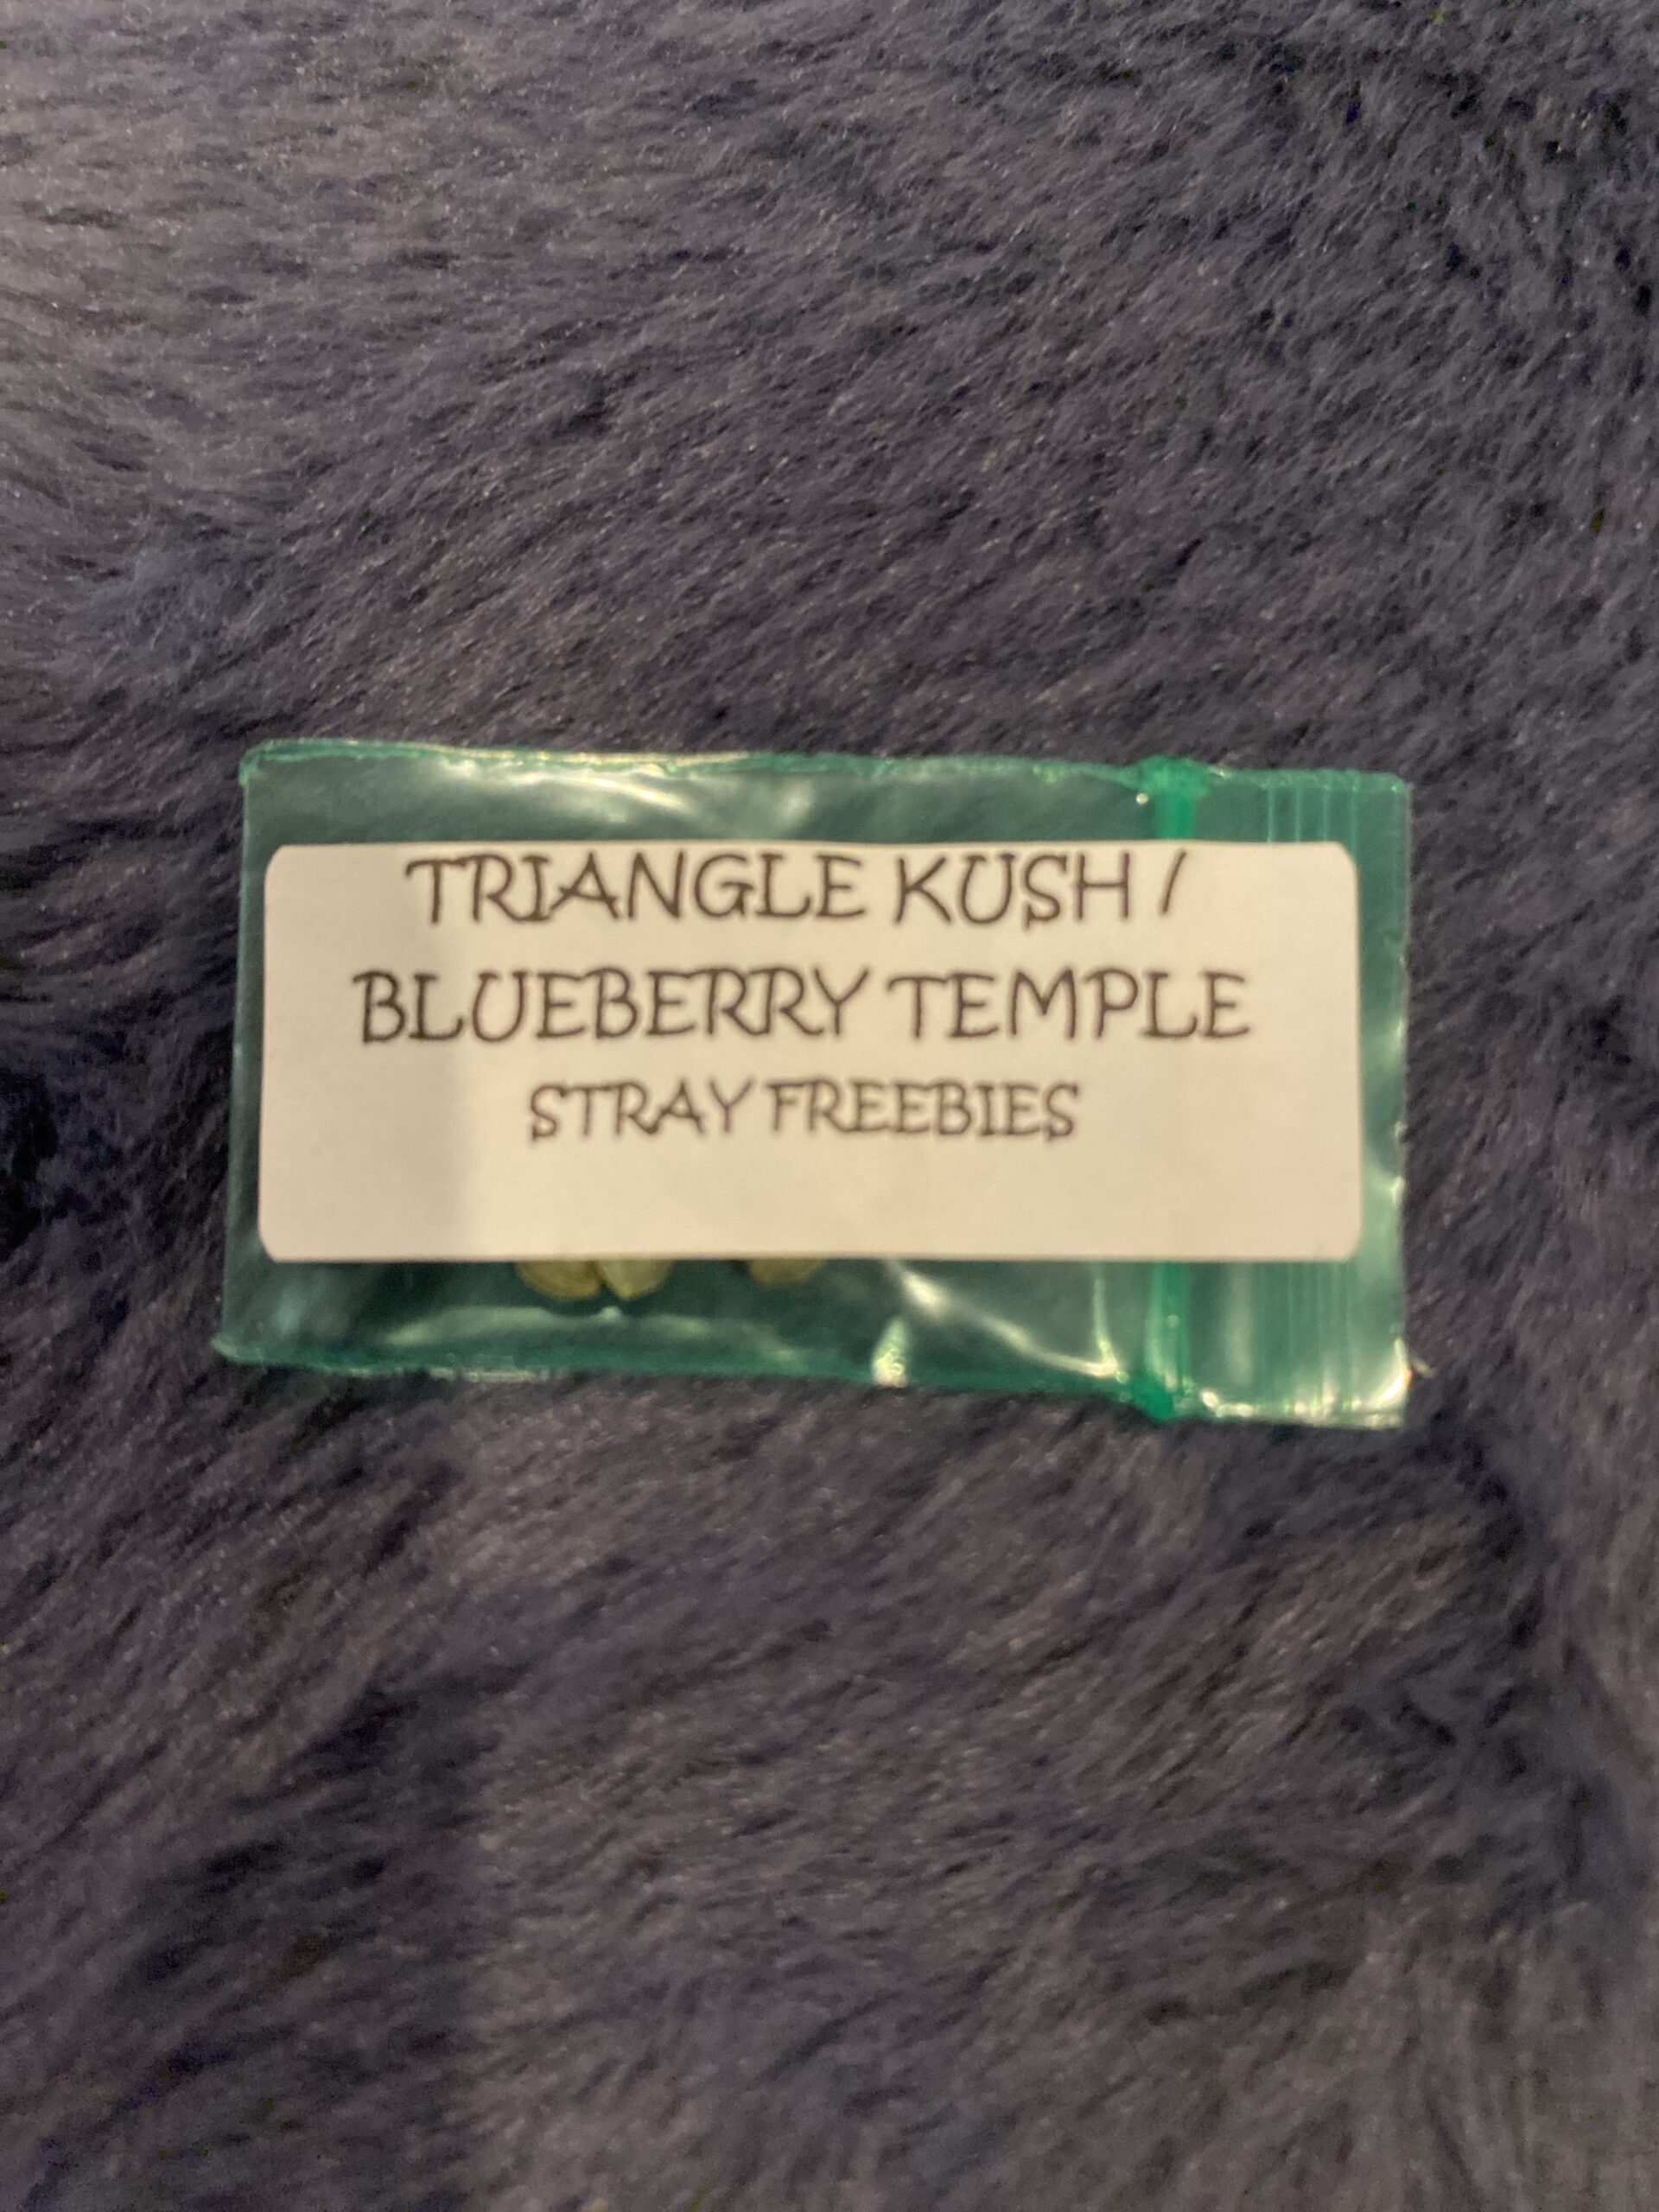 TRIANGLE KUSH /
BLUEBERRY TEMPLE
STRAY FREEBIES